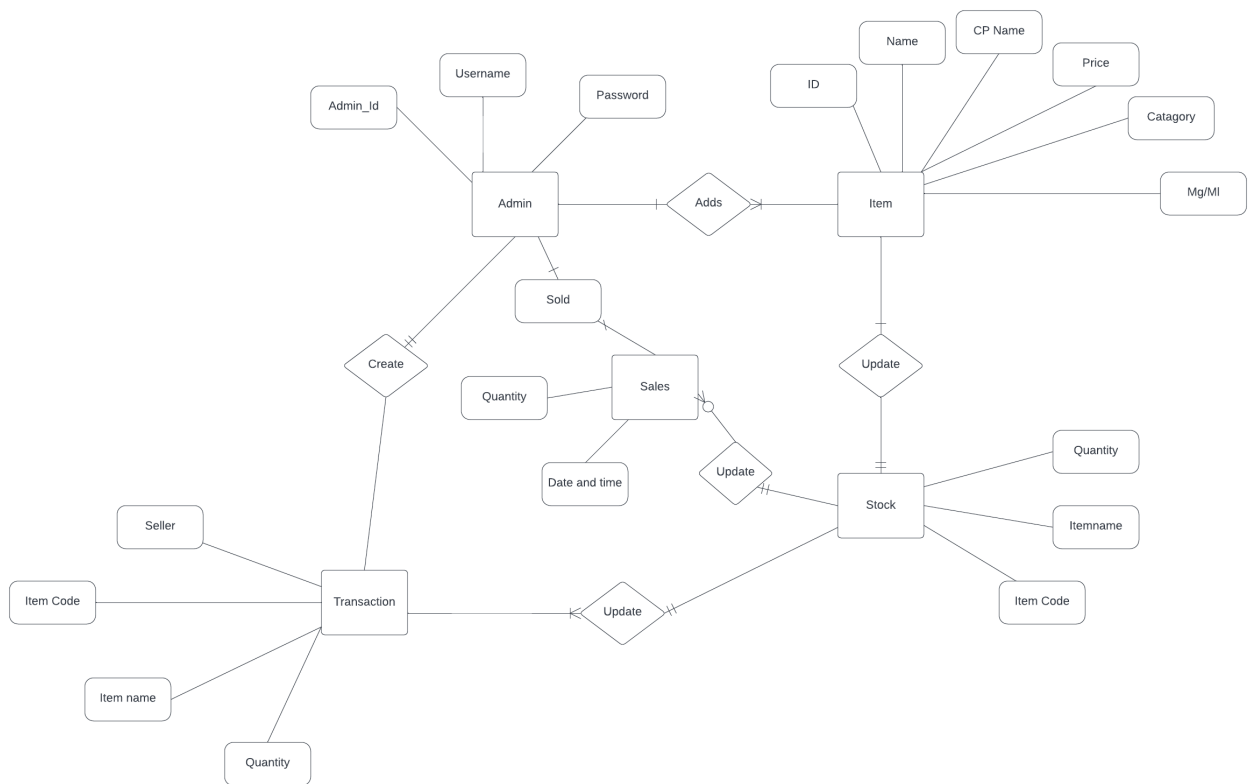 CP Name
Name
Price
Username
ID
Password
Admin_Id
Catagory
Mg/Ml
Admin
Adds
Item
Sold
Create
Update
Sales
Quantity
Quantity
Update
Date and time
Stock
Seller
Itemname
Item Code
Transaction
Item Code
Update
Item name
Quantity